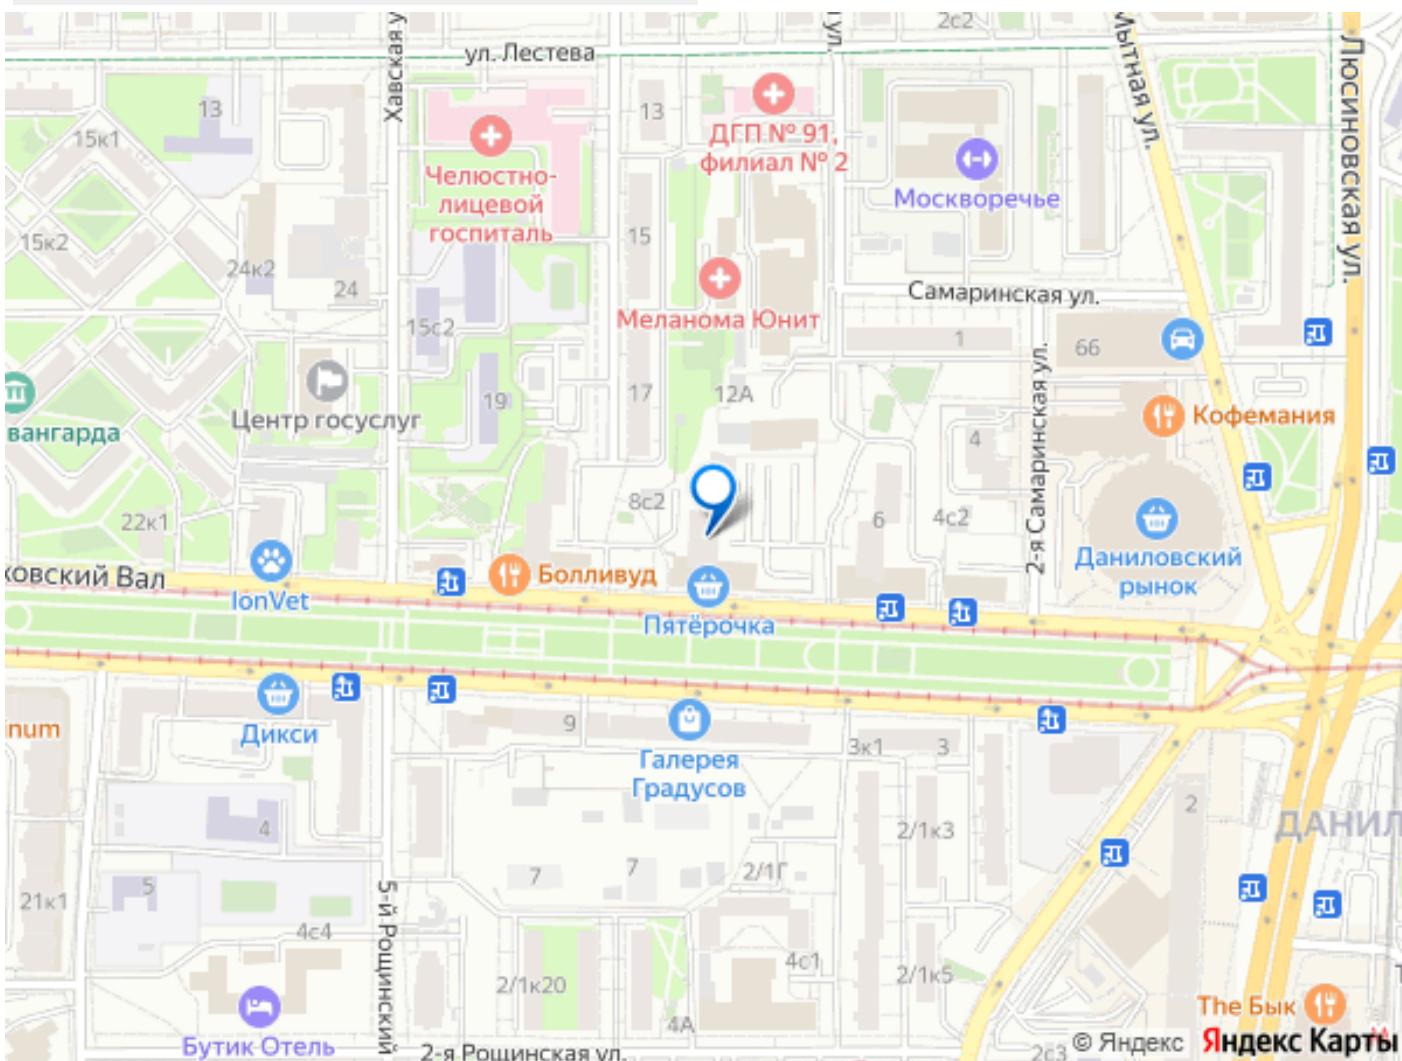 2с2
ул. Лестева
Хавская у
ул.
Мытная ул.
Люсиновская ул.
13
15к1
13
ДГП № 91,
филиал № 2
Челюстно-
лицевой
госпиталь
Москворечье
15к2
15
24к2
24
Самаринская ул.
15с2
Меланома Юнит
1
66
19
17
12А
Центр госуслуг
вангарда
Кофемания
4
2-я Самаринская ул.
8с2
22к1
6
4с2
Даниловский
рынок
ховский Вал
IonVet
Болливуд
Пятёрочка
num
Дикси
9
Галерея
Градусов
3к1
3
2
ДАНИЛ
4
2/1к3
7
7
2/1Г
5
21к1
5-й Рощинский
4с4
4с1
2/1к20
2/1к5
4А
The Бык
Бутик Отель
2-я Рощинская ул.
2с3
© Яндекс Яндекс Карты